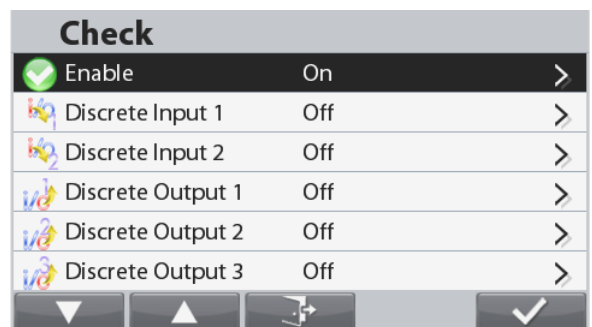 Check
Enable On
Discrete Input 1 Off
Discrete Input 2 Off
Discrete Output 1 Off
Discrete Output 2 Off
Discrete Output 3 Off